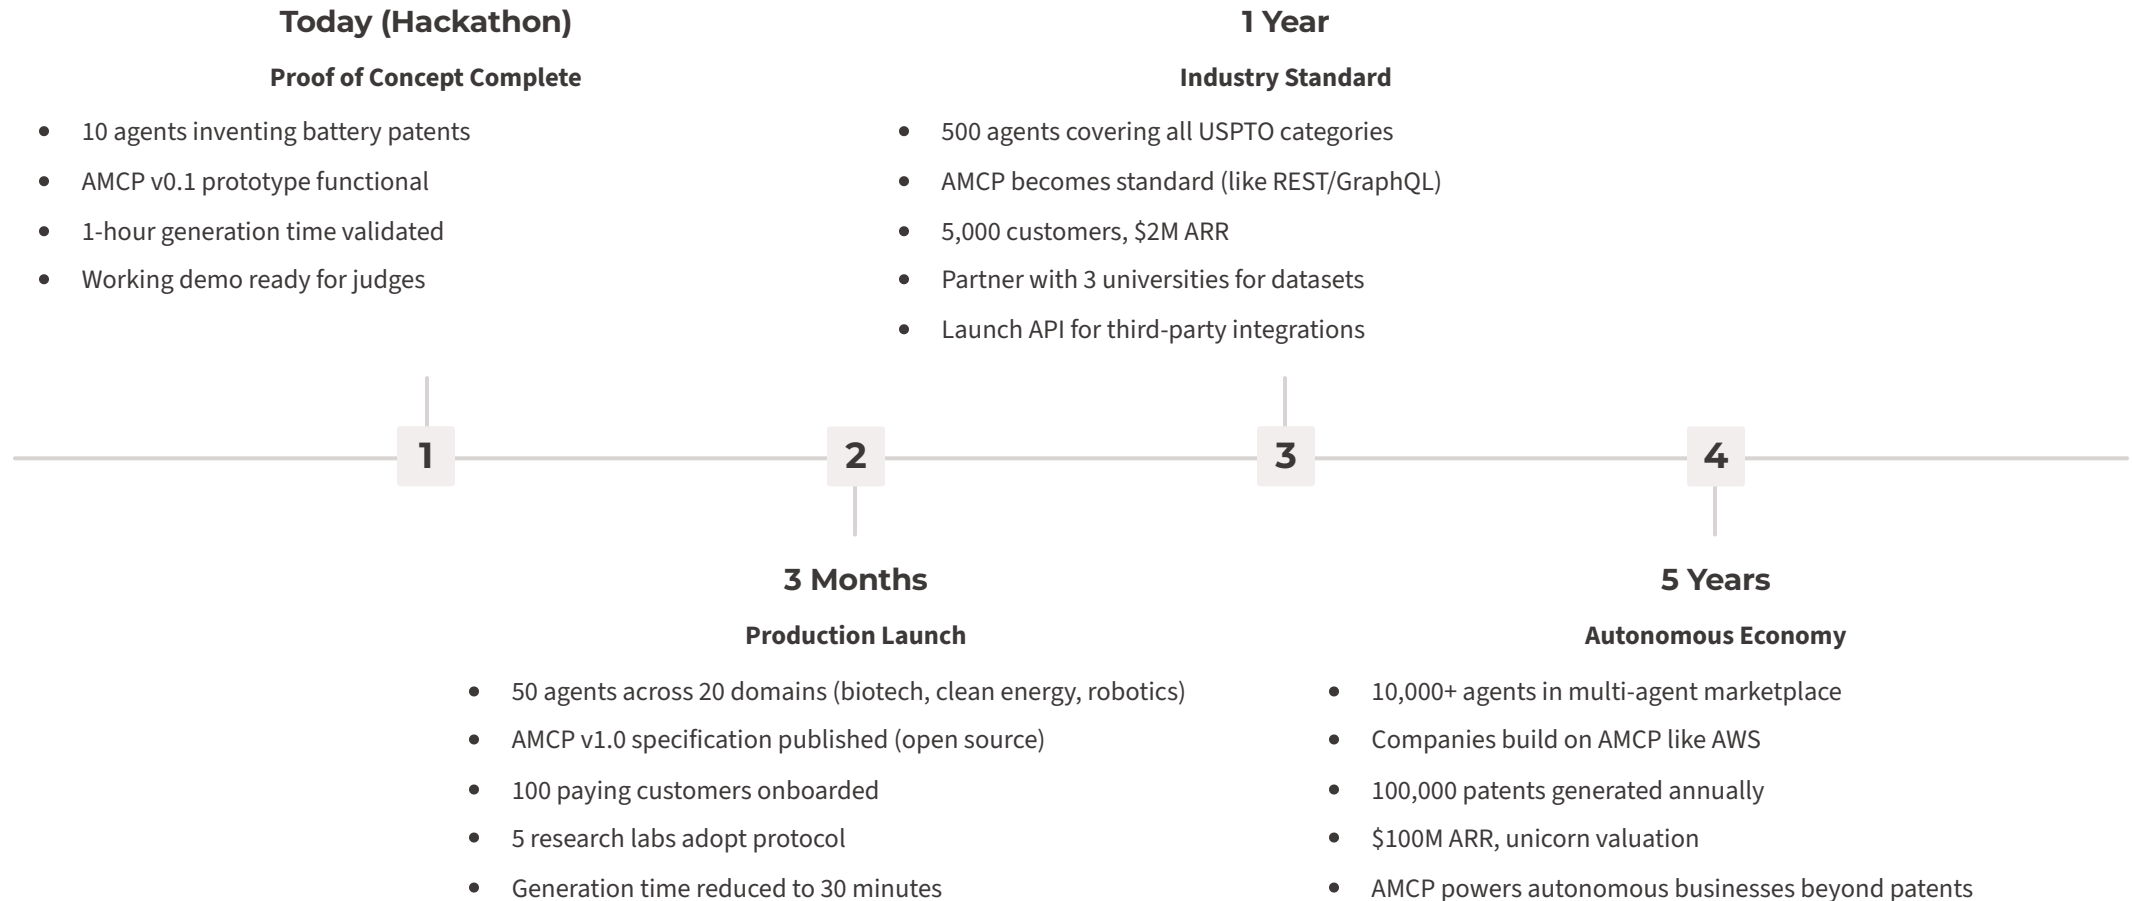 Today (Hackathon)
Proof of Concept Complete
• 10 agents inventing battery patents
• AMCP v0.1 prototype functional
• 1-hour generation time validated
• Working demo ready for judges
1
2
3 Months
Production Launch
• 50 agents across 20 domains (biotech, clean energy, robotics)
• AMCP v1.0 specification published (open source)
• 100 paying customers onboarded
• 5 research labs adopt protocol
• Generation time reduced to 30 minutes
1 Year
Industry Standard
• 500 agents covering all USPTO categories
• AMCP becomes standard (like REST/GraphQL)
• 5,000 customers, $2M ARR
• Partner with 3 universities for datasets
• Launch API for third-party integrations
3
4
5 Years
Autonomous Economy
• 10,000+ agents in multi-agent marketplace
• Companies build on AMCP like AWS
• 100,000 patents generated annually
• $100M ARR, unicorn valuation
• AMCP powers autonomous businesses beyond patents